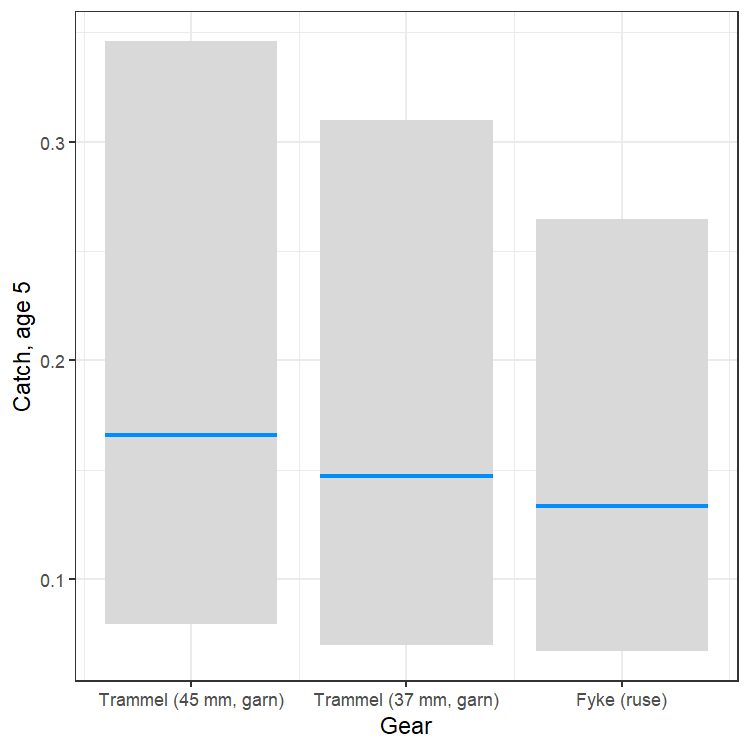 Catch, age 5
0.3
0.2
0.1
Trammel (45 mm, garn) Trammel (37 mm, garn) Fyke (ruse)
Gear